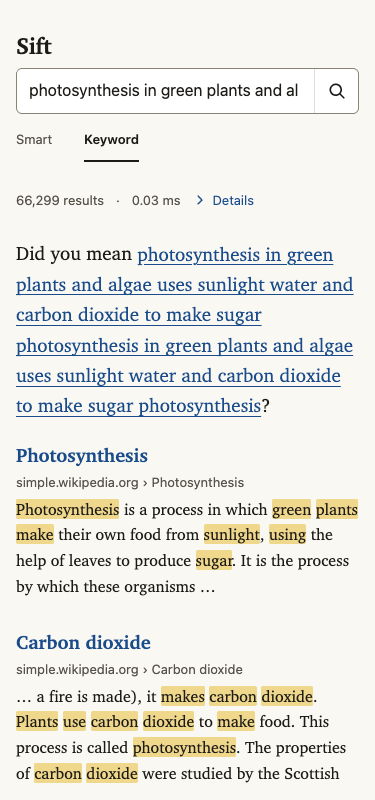 Sift
photosynthesis in green plants and al
Smart Keyword
66,299 results · 0.03 ms Details
Did you mean photosynthesis in green
plants and algae uses sunlight water and
carbon dioxide to make sugar
photosynthesis in green plants and algae
uses sunlight water and carbon dioxide
to make sugar photosynthesis?
Photosynthesis
simple.wikipedia.org › Photosynthesis
Photosynthesis is a process in which green plants
make their own food from sunlight, using the
help of leaves to produce sugar. It is the process
by which these organisms …
Carbon dioxide
simple.wikipedia.org › Carbon dioxide
… a fire is made), it makes carbon dioxide.
Plants use carbon dioxide to make food. This
process is called photosynthesis. The properties
of carbon dioxide were studied by the Scottish